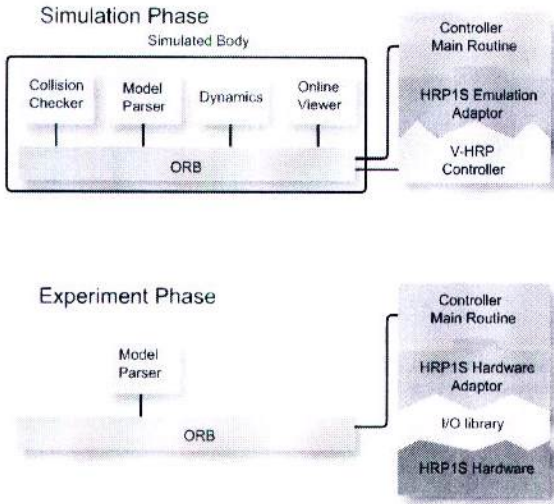 Simulation Phase
Simulated Body
Collision
Checker
Model
Parser
Dynamics
Online
Viewer
ORB
Controller
Main Routine
HRP1S Emulation
Adaptor
V-HRP
Controller
Experiment Phase
Model
Parser
ORB
Controller
Main Routine
HRP1S Hardware
Adaptor
I/O library
HRP1S Hardware